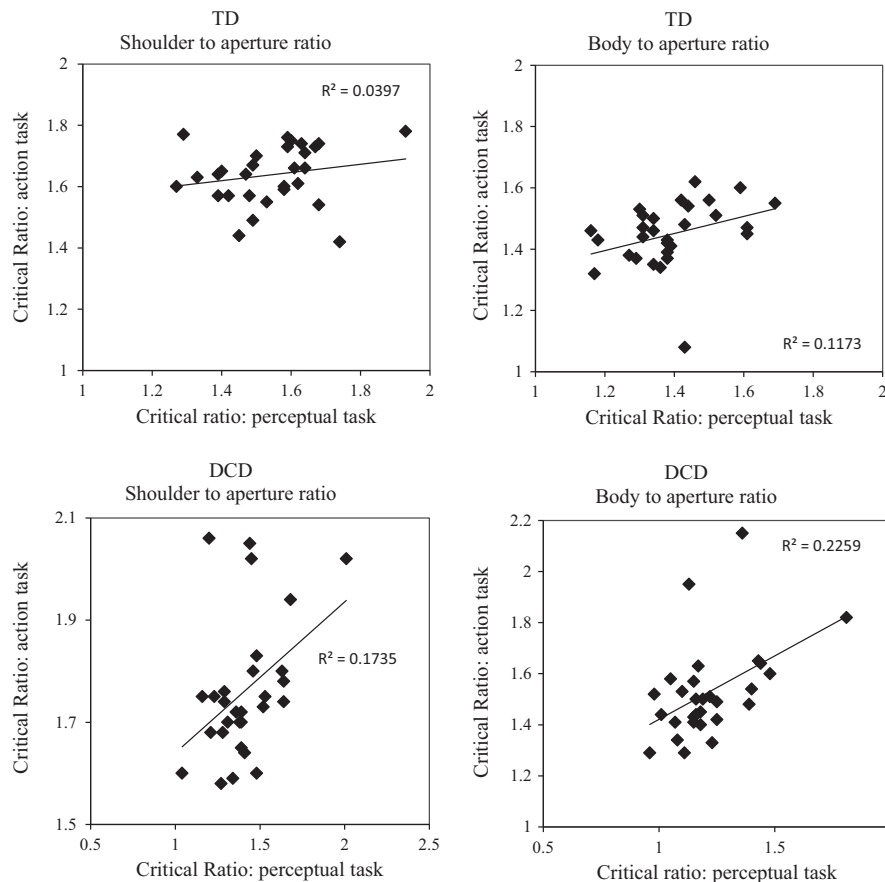 TD
Shoulder to aperture ratio
R² = 0.0397
Critical Ratio: action task
2
1.8
1.6
1.4
1.2
1
1
1.2
1.4
1.6
1.8
2
Critical ratio: perceptual task
TD
Body to aperture ratio
Critical Ratio: action task
2
1.8
1.6
1.4
1.2
1
R² = 0.1173
1
1.2
1.4
1.6
1.8
2
Critical Ratio: perceptual task
DCD
Shoulder to aperture ratio
Critical Ratio: action task
2.1
1.9
1.7
1.5
R² = 0.1735
0.5
1
1.5
2
2.5
Critical Ratio: perceptual task
DCD
Body to aperture ratio
Critical Ratio: action task
2.2
2
1.8
1.6
1.4
1.2
1
R² = 0.2259
0.5
1
1.5
2
Critical ratio: perceptual task